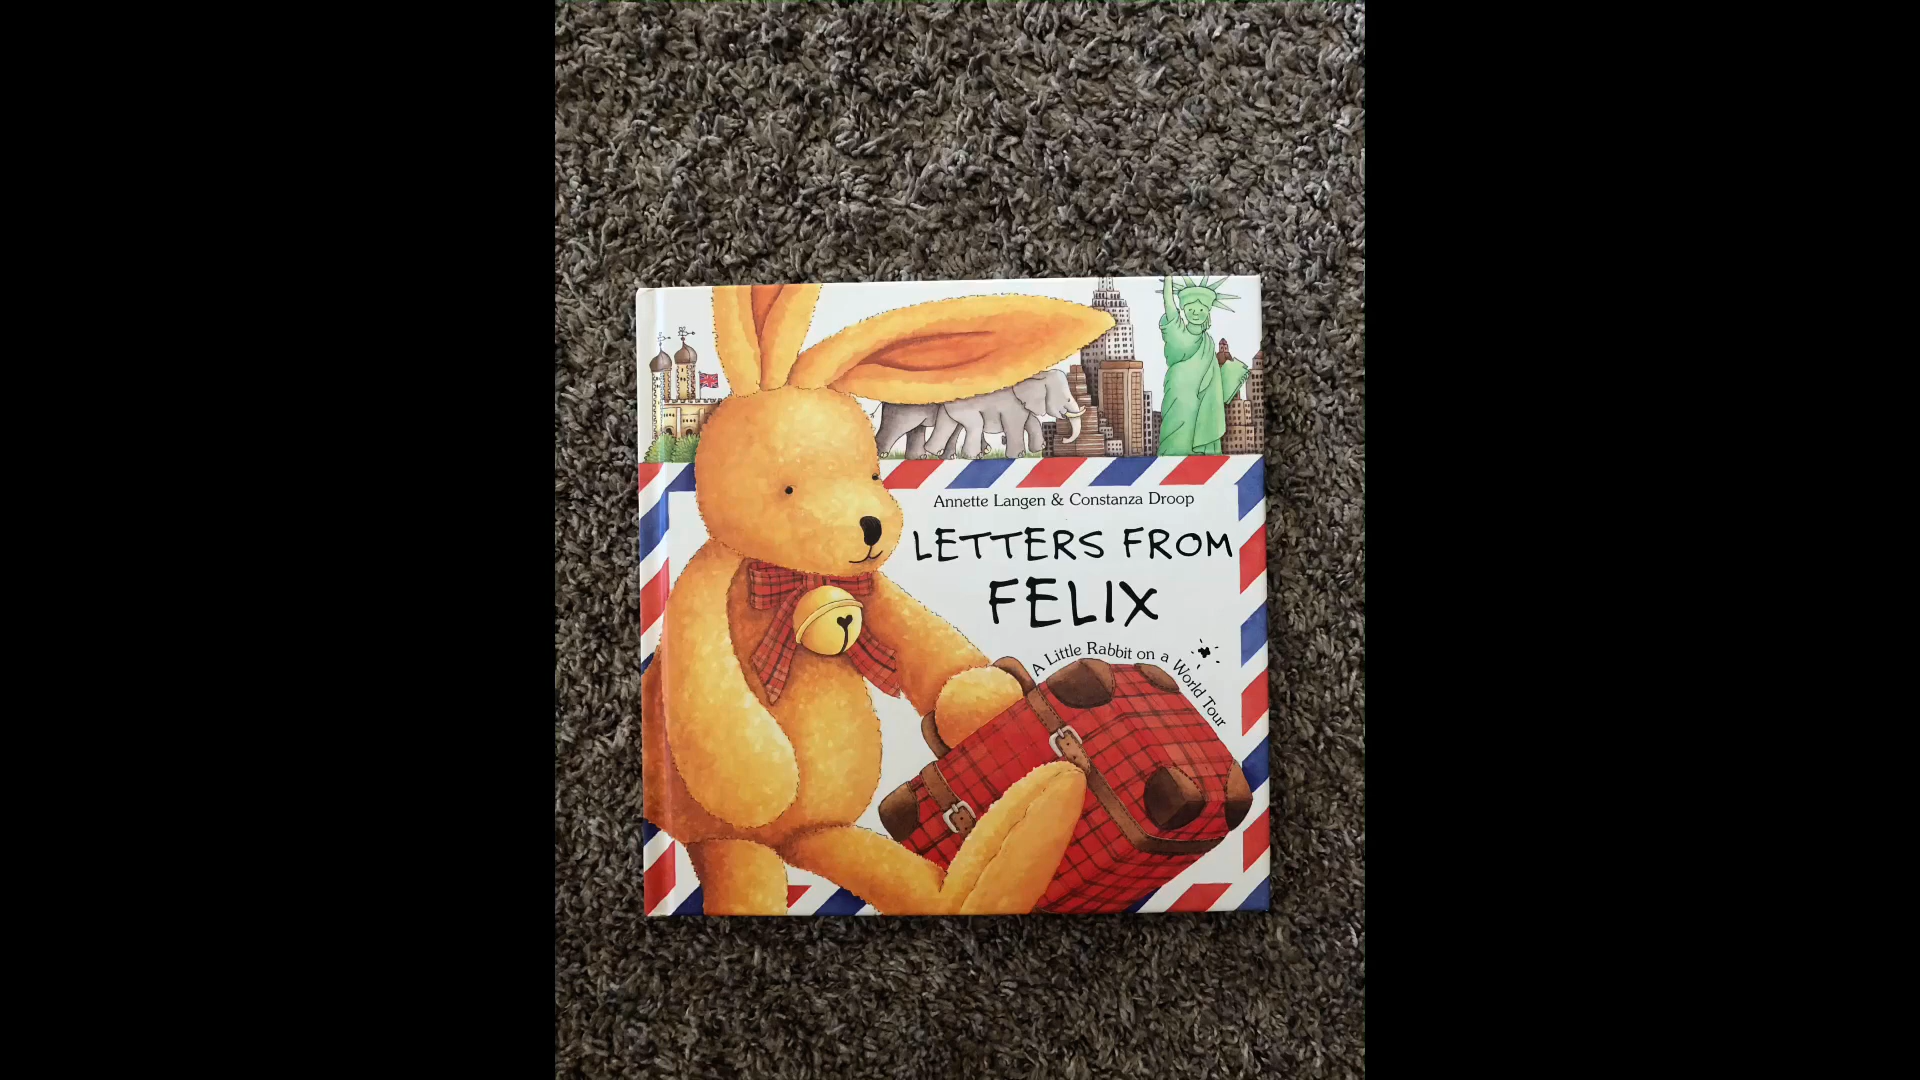 Annette Langen & Constanza Droop
LETTERS FROM
FELIX
A Little Rabbit on a World Tour